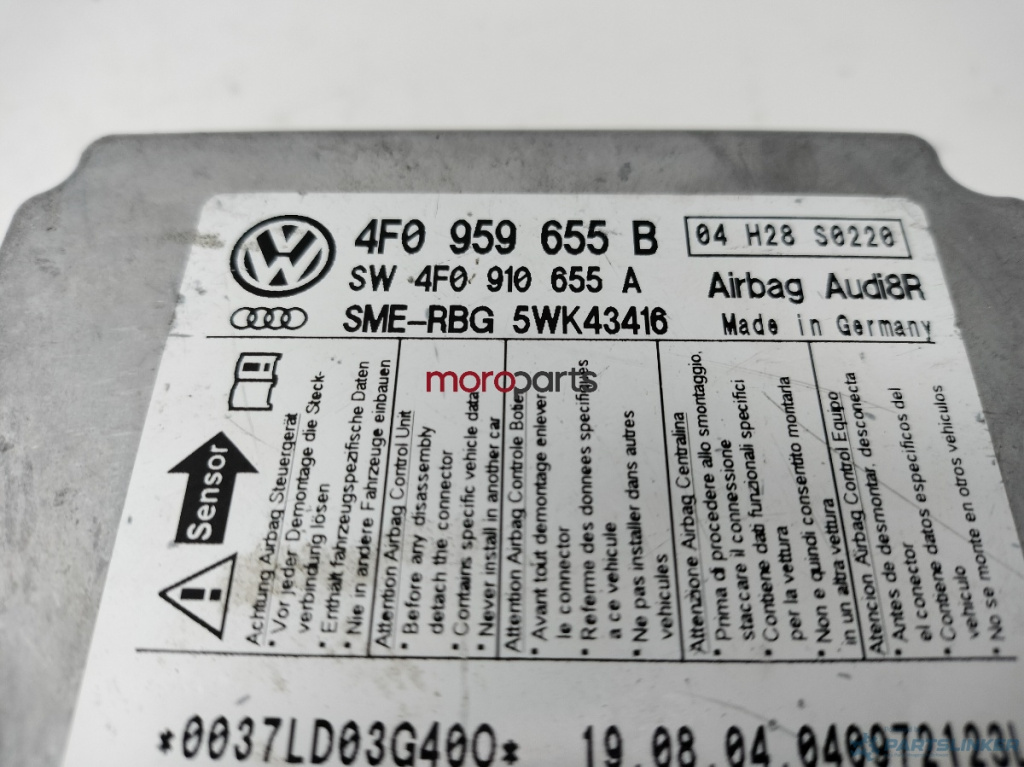 4F0 959 655 B
04 H28 S0220
SW 4F0 910 655 A
Airbag Audi8R
SME-RBG 5WK43416
Made in Germany
moroparts
Sensor
Achtung Airbag Steuergerät
• Vor jeder Demontage die Steck-
verbindung lösen
• Enthält fahrzeugspezifische Daten
• Nie in andere Fahrzeuge einbauen
Attention Airbag Control Unit
• Before any disassembly
detach the connector
• Contains specific vehicle data
• Never install in another car
Attention Airbag Controle Boitier
• Avant tout demontage enlever
le connector
• Referme des donnees specifiques
a ce vehicule
• Ne pas installer dans autres
vehicules
Attenzione Airbag Centralina
• Prima di procedere allo smontaggio,
staccare il connessione
• Contiene dati funzionali specifici
per la vettura
• Non e quindi consentito montarla
in un altra vettura
Atencion Airbag Control Equipo
• Antes de desmontar, desconecta
el conector
• Contiene datos especificos del
vehiculo
• No se monte en otros vehiculos
*0037LD03G400*
19.08.04.
PARTSLINKER